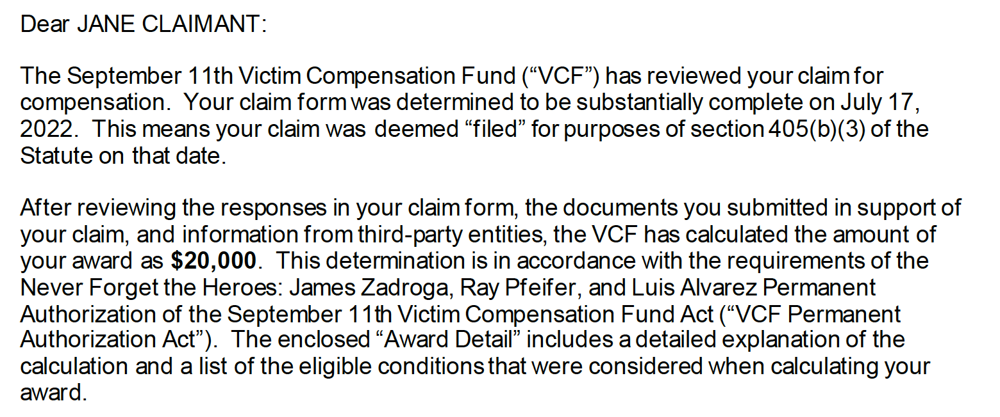 Dear JANE CLAIMANT:
The September 11th Victim Compensation Fund (“VCF”) has reviewed your claim for
compensation.  Your claim form was determined to be substantially complete on July 17,
2022.  This means your claim was deemed “filed” for purposes of section 405(b)(3) of the
Statute on that date.
After reviewing the responses in your claim form, the documents you submitted in support of
your claim, and information from third-party entities, the VCF has calculated the amount of
your award as $20,000.  This determination is in accordance with the requirements of the
Never Forget the Heroes: James Zadroga, Ray Pfeifer, and Luis Alvarez Permanent
Authorization of the September 11th Victim Compensation Fund Act (“VCF Permanent
Authorization Act”).  The enclosed “Award Detail” includes a detailed explanation of the
calculation and a list of the eligible conditions that were considered when calculating your
award.